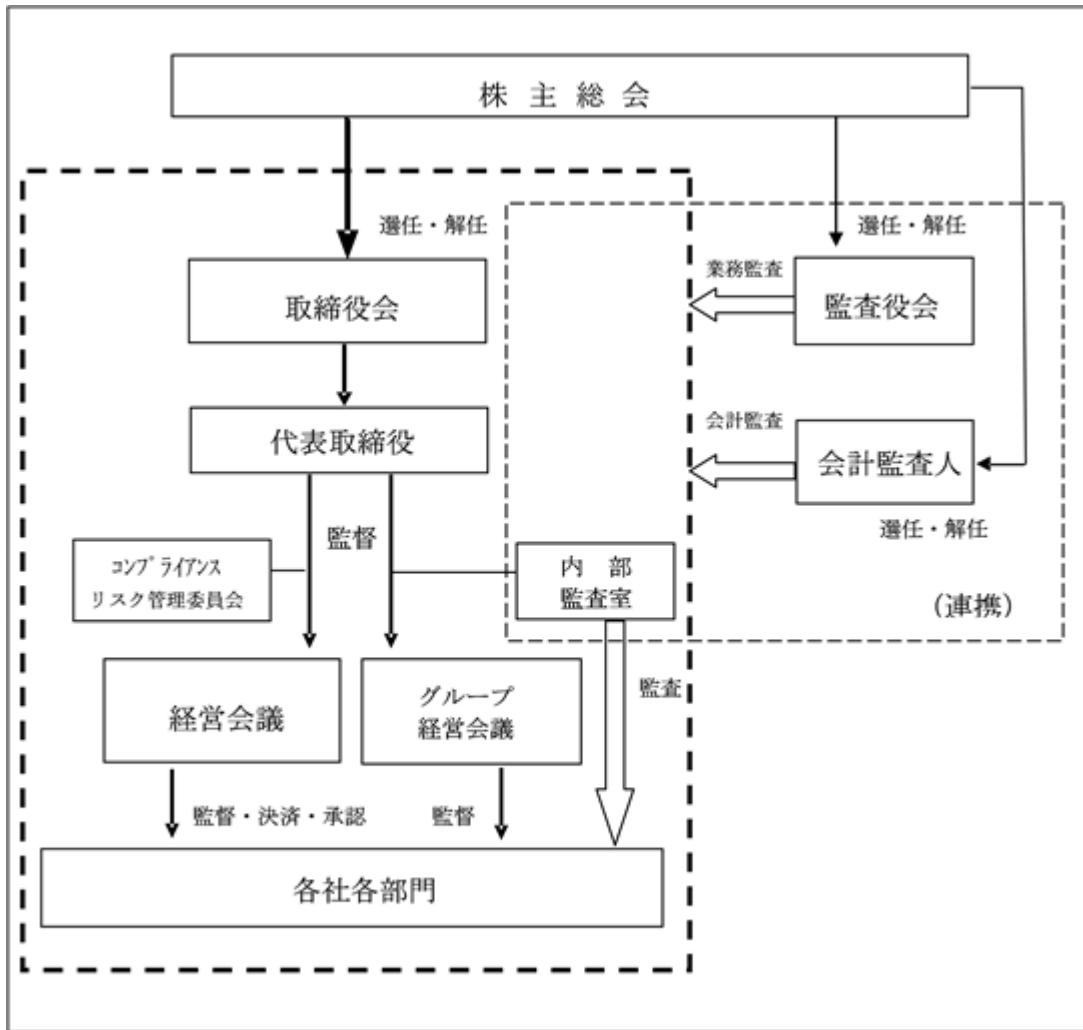 株主総会
選任・解任
選任・解任
取締役会
業務監査
監査役会
代表取締役
会計監査
会計監査人
選任・解任
監督
コンプライアンス
リスク管理委員会
内部
監査室
(連携)
経営会議
グループ
経営会議
監査
監督・決済・承認
監督
各社各部門